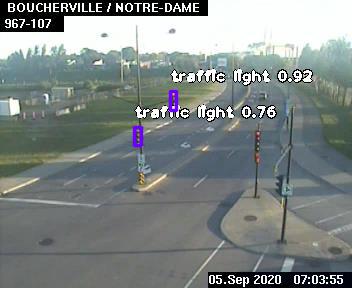 BOUCHERVILLE / NOTRE-DAME
967-107
traffic light 0.92
traffic light 0.76
05.Sep 2020 07:03:55